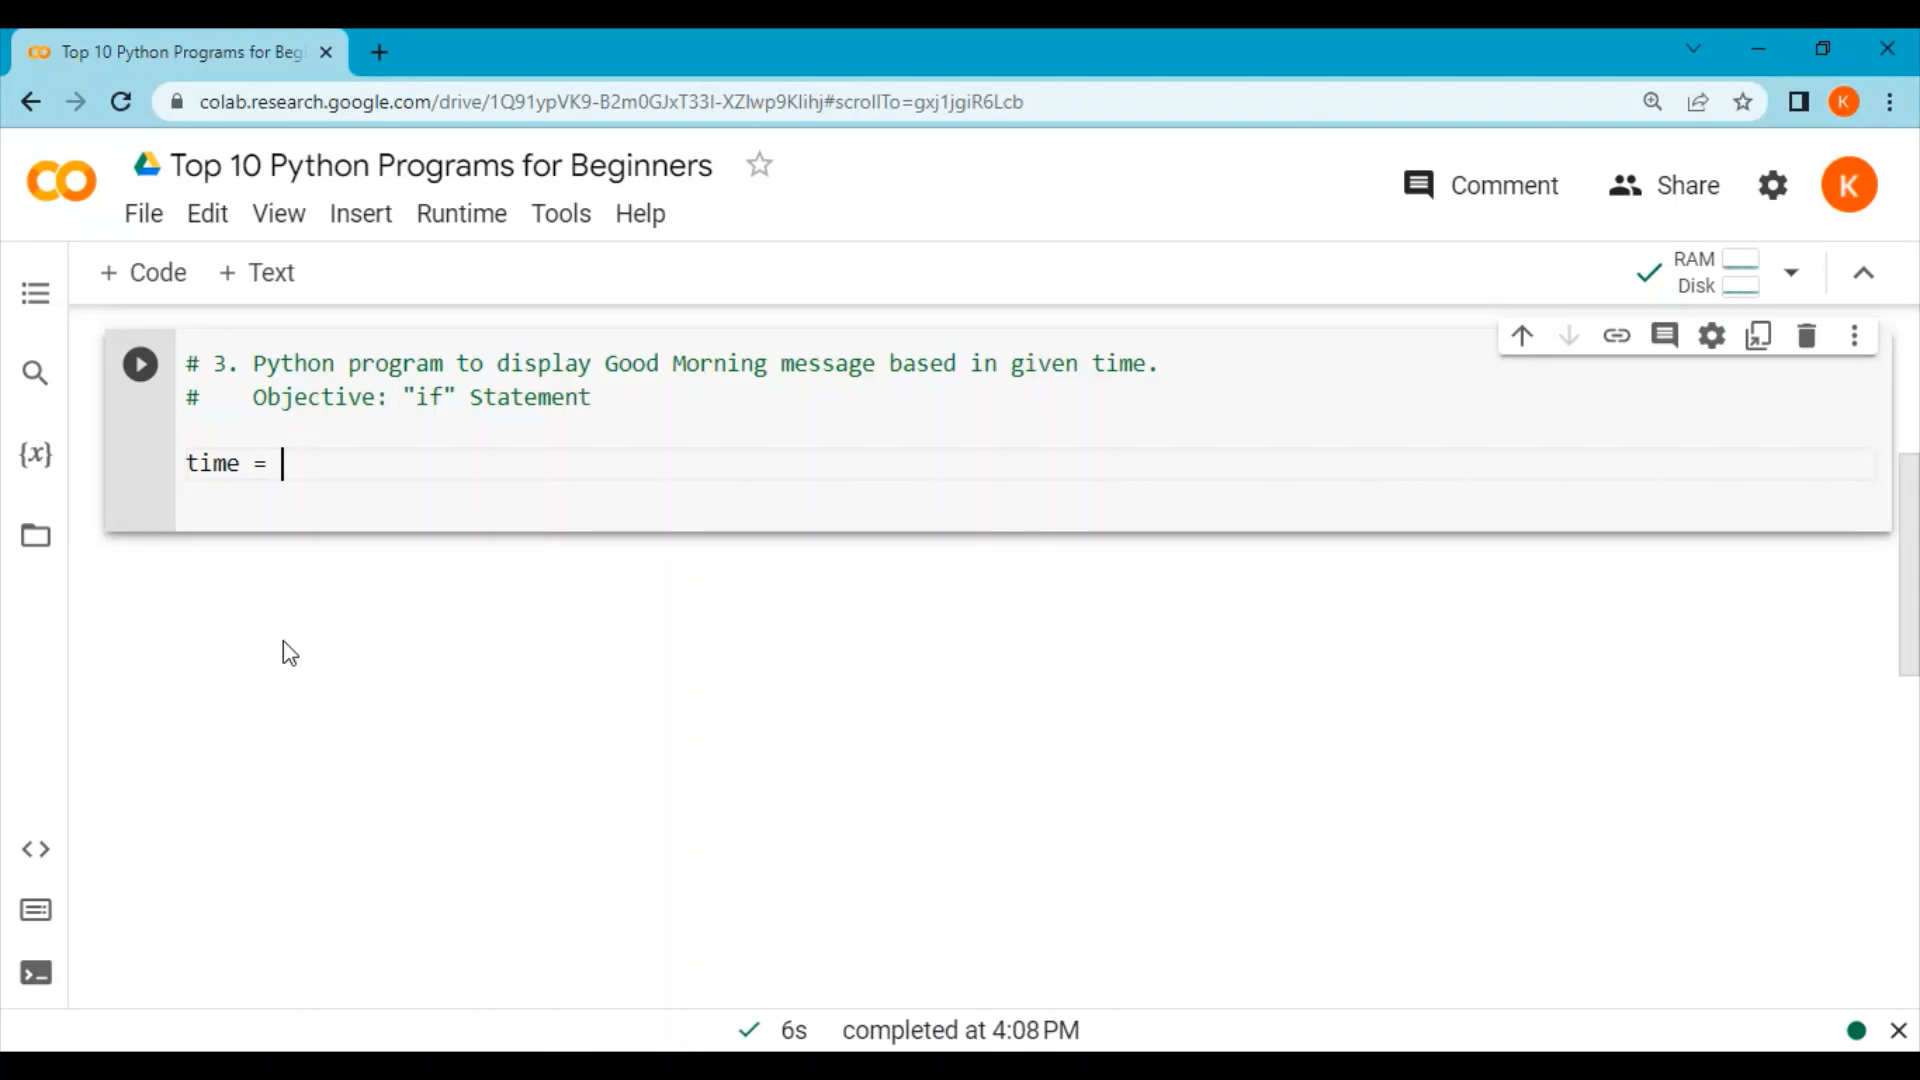 Top 10 Python Programs for Beg
colab.research.google.com/drive/1Q91ypVK9-B2m0GJxT33I-XZlwp9Klihj#scrollTo=gxj1jgiR6Lcb
K
Top 10 Python Programs for Beginners
File Edit View Insert Runtime Tools Help
Comment
Share
K
+ Code + Text
RAM
Disk
# 3. Python program to display Good Morning message based in given time.
#    Objective: "if" Statement
time =
{x}
6s completed at 4:08 PM